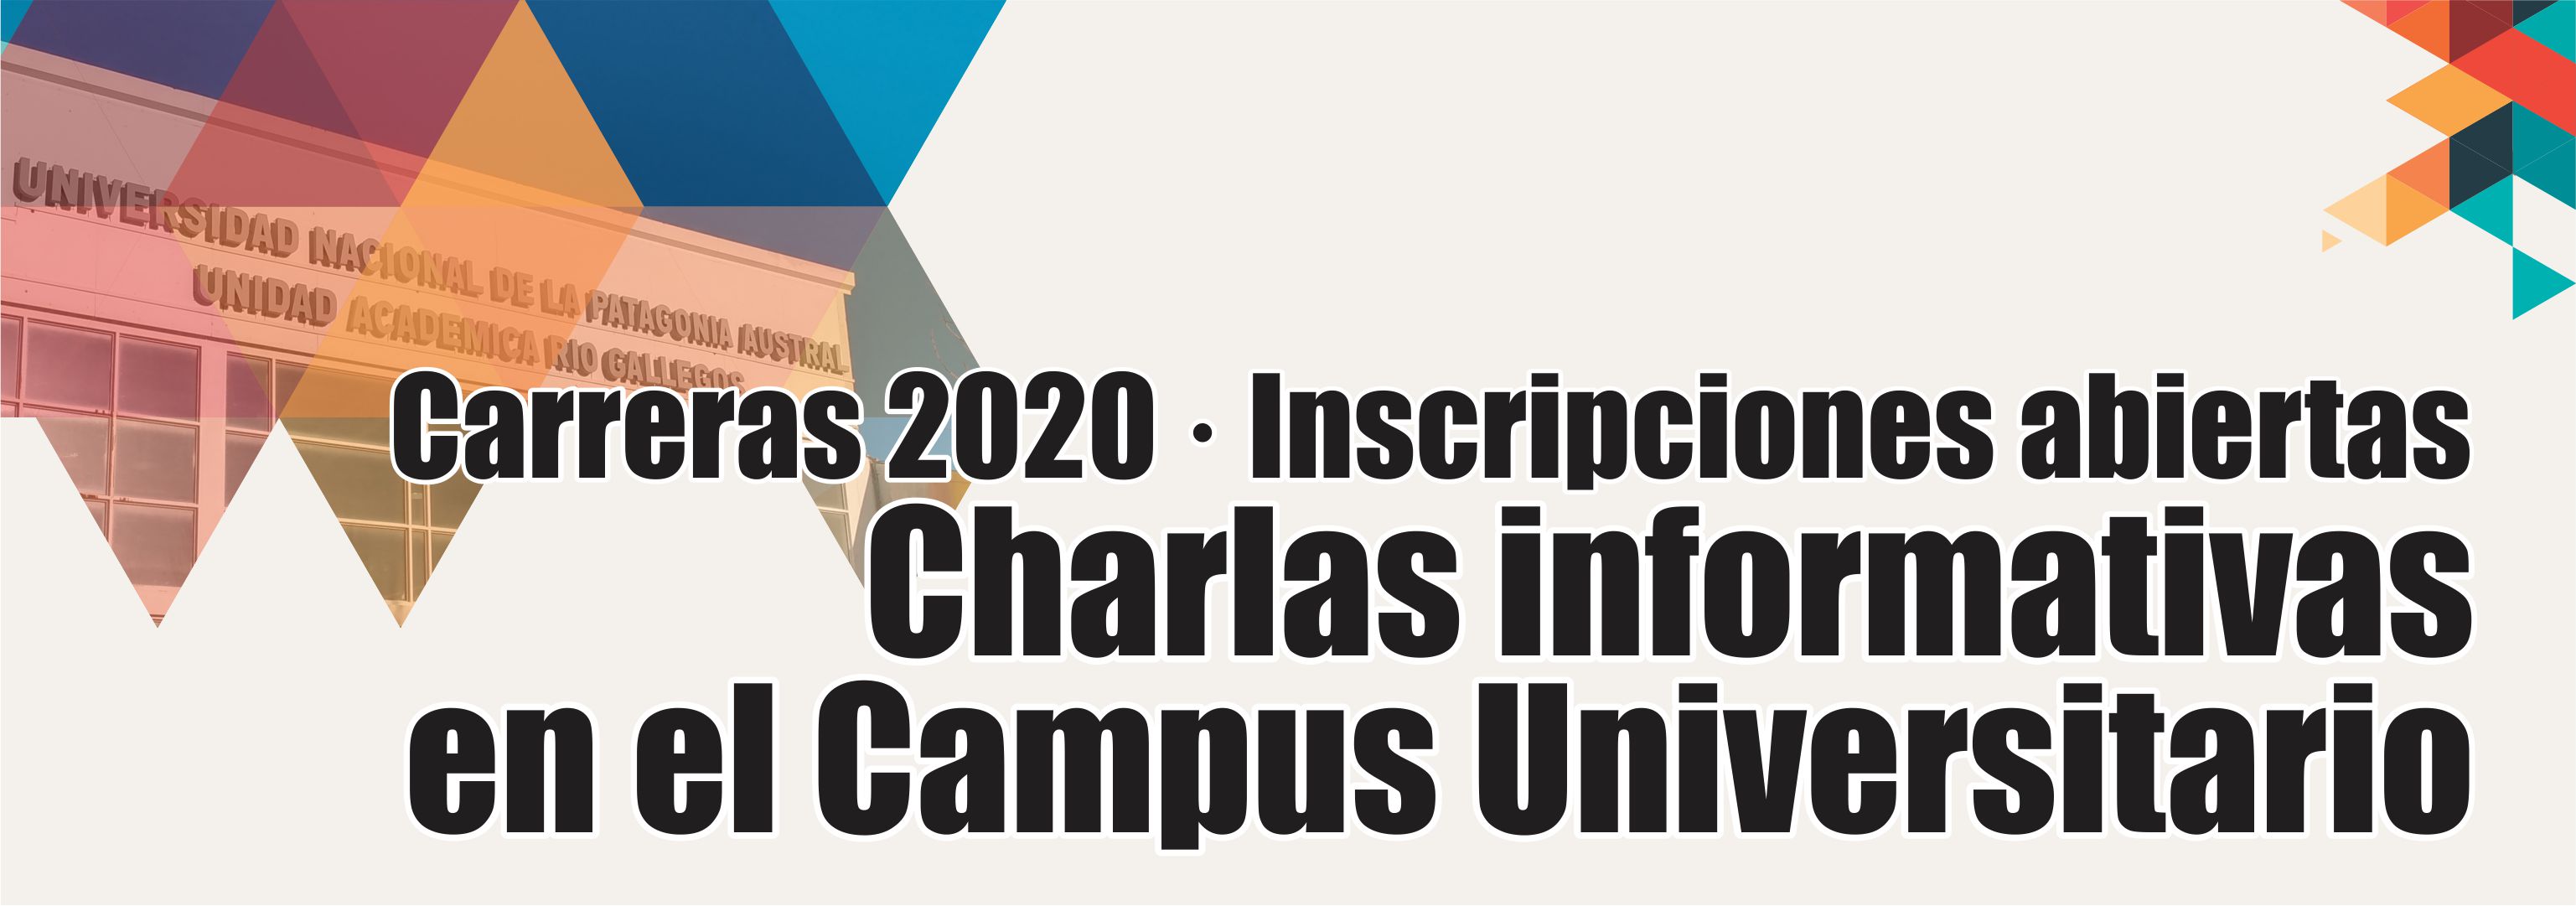 UNIVERSIDAD NACIONAL DE LA PATAGONIA AUSTRAL
UNIDAD ACADEMICA RIO GALLEGOS
Carreras 2020 · Inscripciones abiertas
Charlas informativas
en el Campus Universitario